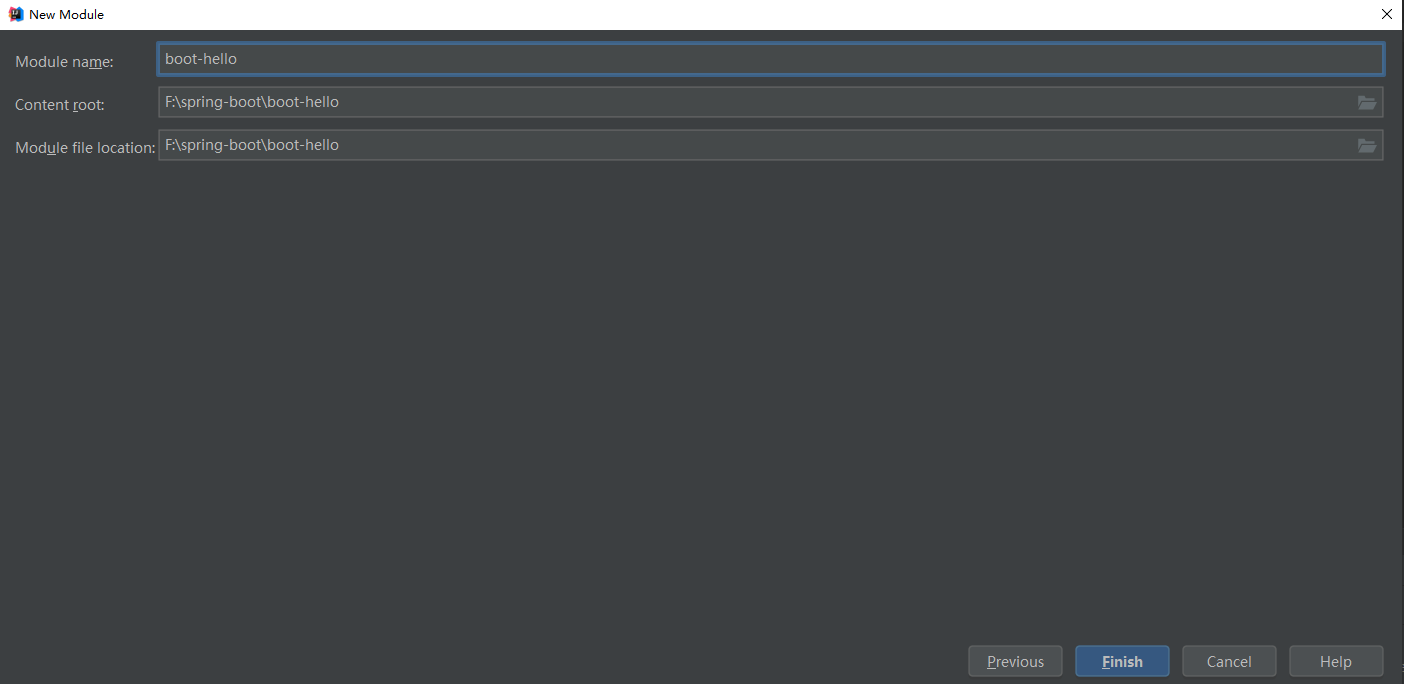 New Module
Module name: boot-hello
Content root: F:\spring-boot\boot-hello
Module file location: F:\spring-boot\boot-hello
Previous Finish Cancel Help